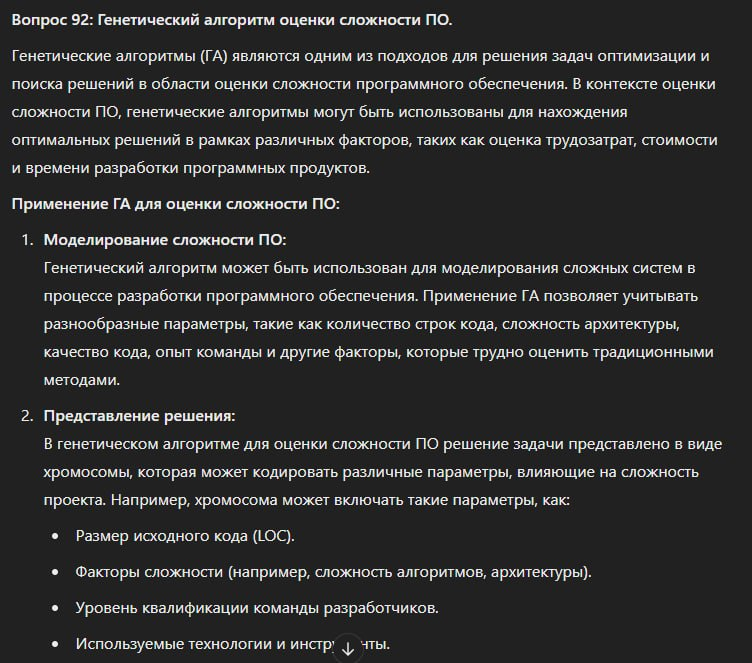 Вопрос 92: Генетический алгоритм оценки сложности ПО.
Генетические алгоритмы (ГА) являются одним из подходов для решения задач оптимизации и
поиска решений в области оценки сложности программного обеспечения. В контексте оценки
сложности ПО, генетические алгоритмы могут быть использованы для нахождения
оптимальных решений в рамках различных факторов, таких как оценка трудозатрат, стоимости
и времени разработки программных продуктов.
Применение ГА для оценки сложности ПО:
1. Моделирование сложности ПО:
Генетический алгоритм может быть использован для моделирования сложных систем в
процессе разработки программного обеспечения. Применение ГА позволяет учитывать
разнообразные параметры, такие как количество строк кода, сложность архитектуры,
качество кода, опыт команды и другие факторы, которые трудно оценить традиционными
методами.
2. Представление решения:
В генетическом алгоритме для оценки сложности ПО решение задачи представлено в виде
хромосомы, которая может кодировать различные параметры, влияющие на сложность
проекта. Например, хромосома может включать такие параметры, как:
• Размер исходного кода (LOC).
• Факторы сложности (например, сложность алгоритмов, архитектуры).
• Уровень квалификации команды разработчиков.
• Используемые технологии и инструменты.